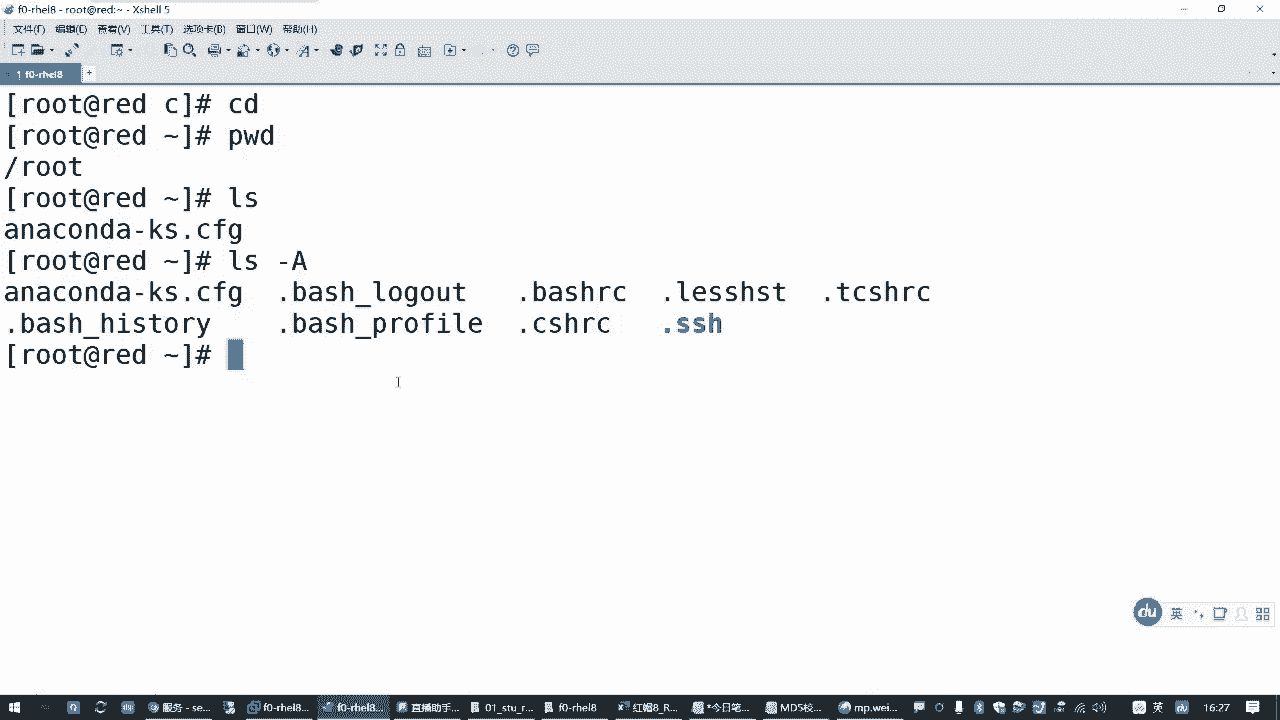 f0-rhel8 - root@red:~ - Xshell 5
文件(F) 编辑(E) 查看(V) 工具(T) 选项卡(B) 窗口(W) 帮助(H)
1 f0-rhel8 +
[root@red c]# cd
[root@red ~]# pwd
/root
[root@red ~]# ls
anaconda-ks.cfg
[root@red ~]# ls -A
anaconda-ks.cfg .bash_logout .bashrc .lesshst .tcshrc
.bash_history .bash_profile .cshrc .ssh
[root@red ~]#
du 英
服务 - se... f0-rhel8... f0-rhel8... 直播助手... 01_stu_r... f0-rhel8 红帽8_R... *今日笔... MD5校... mp.wei... 英 16:27